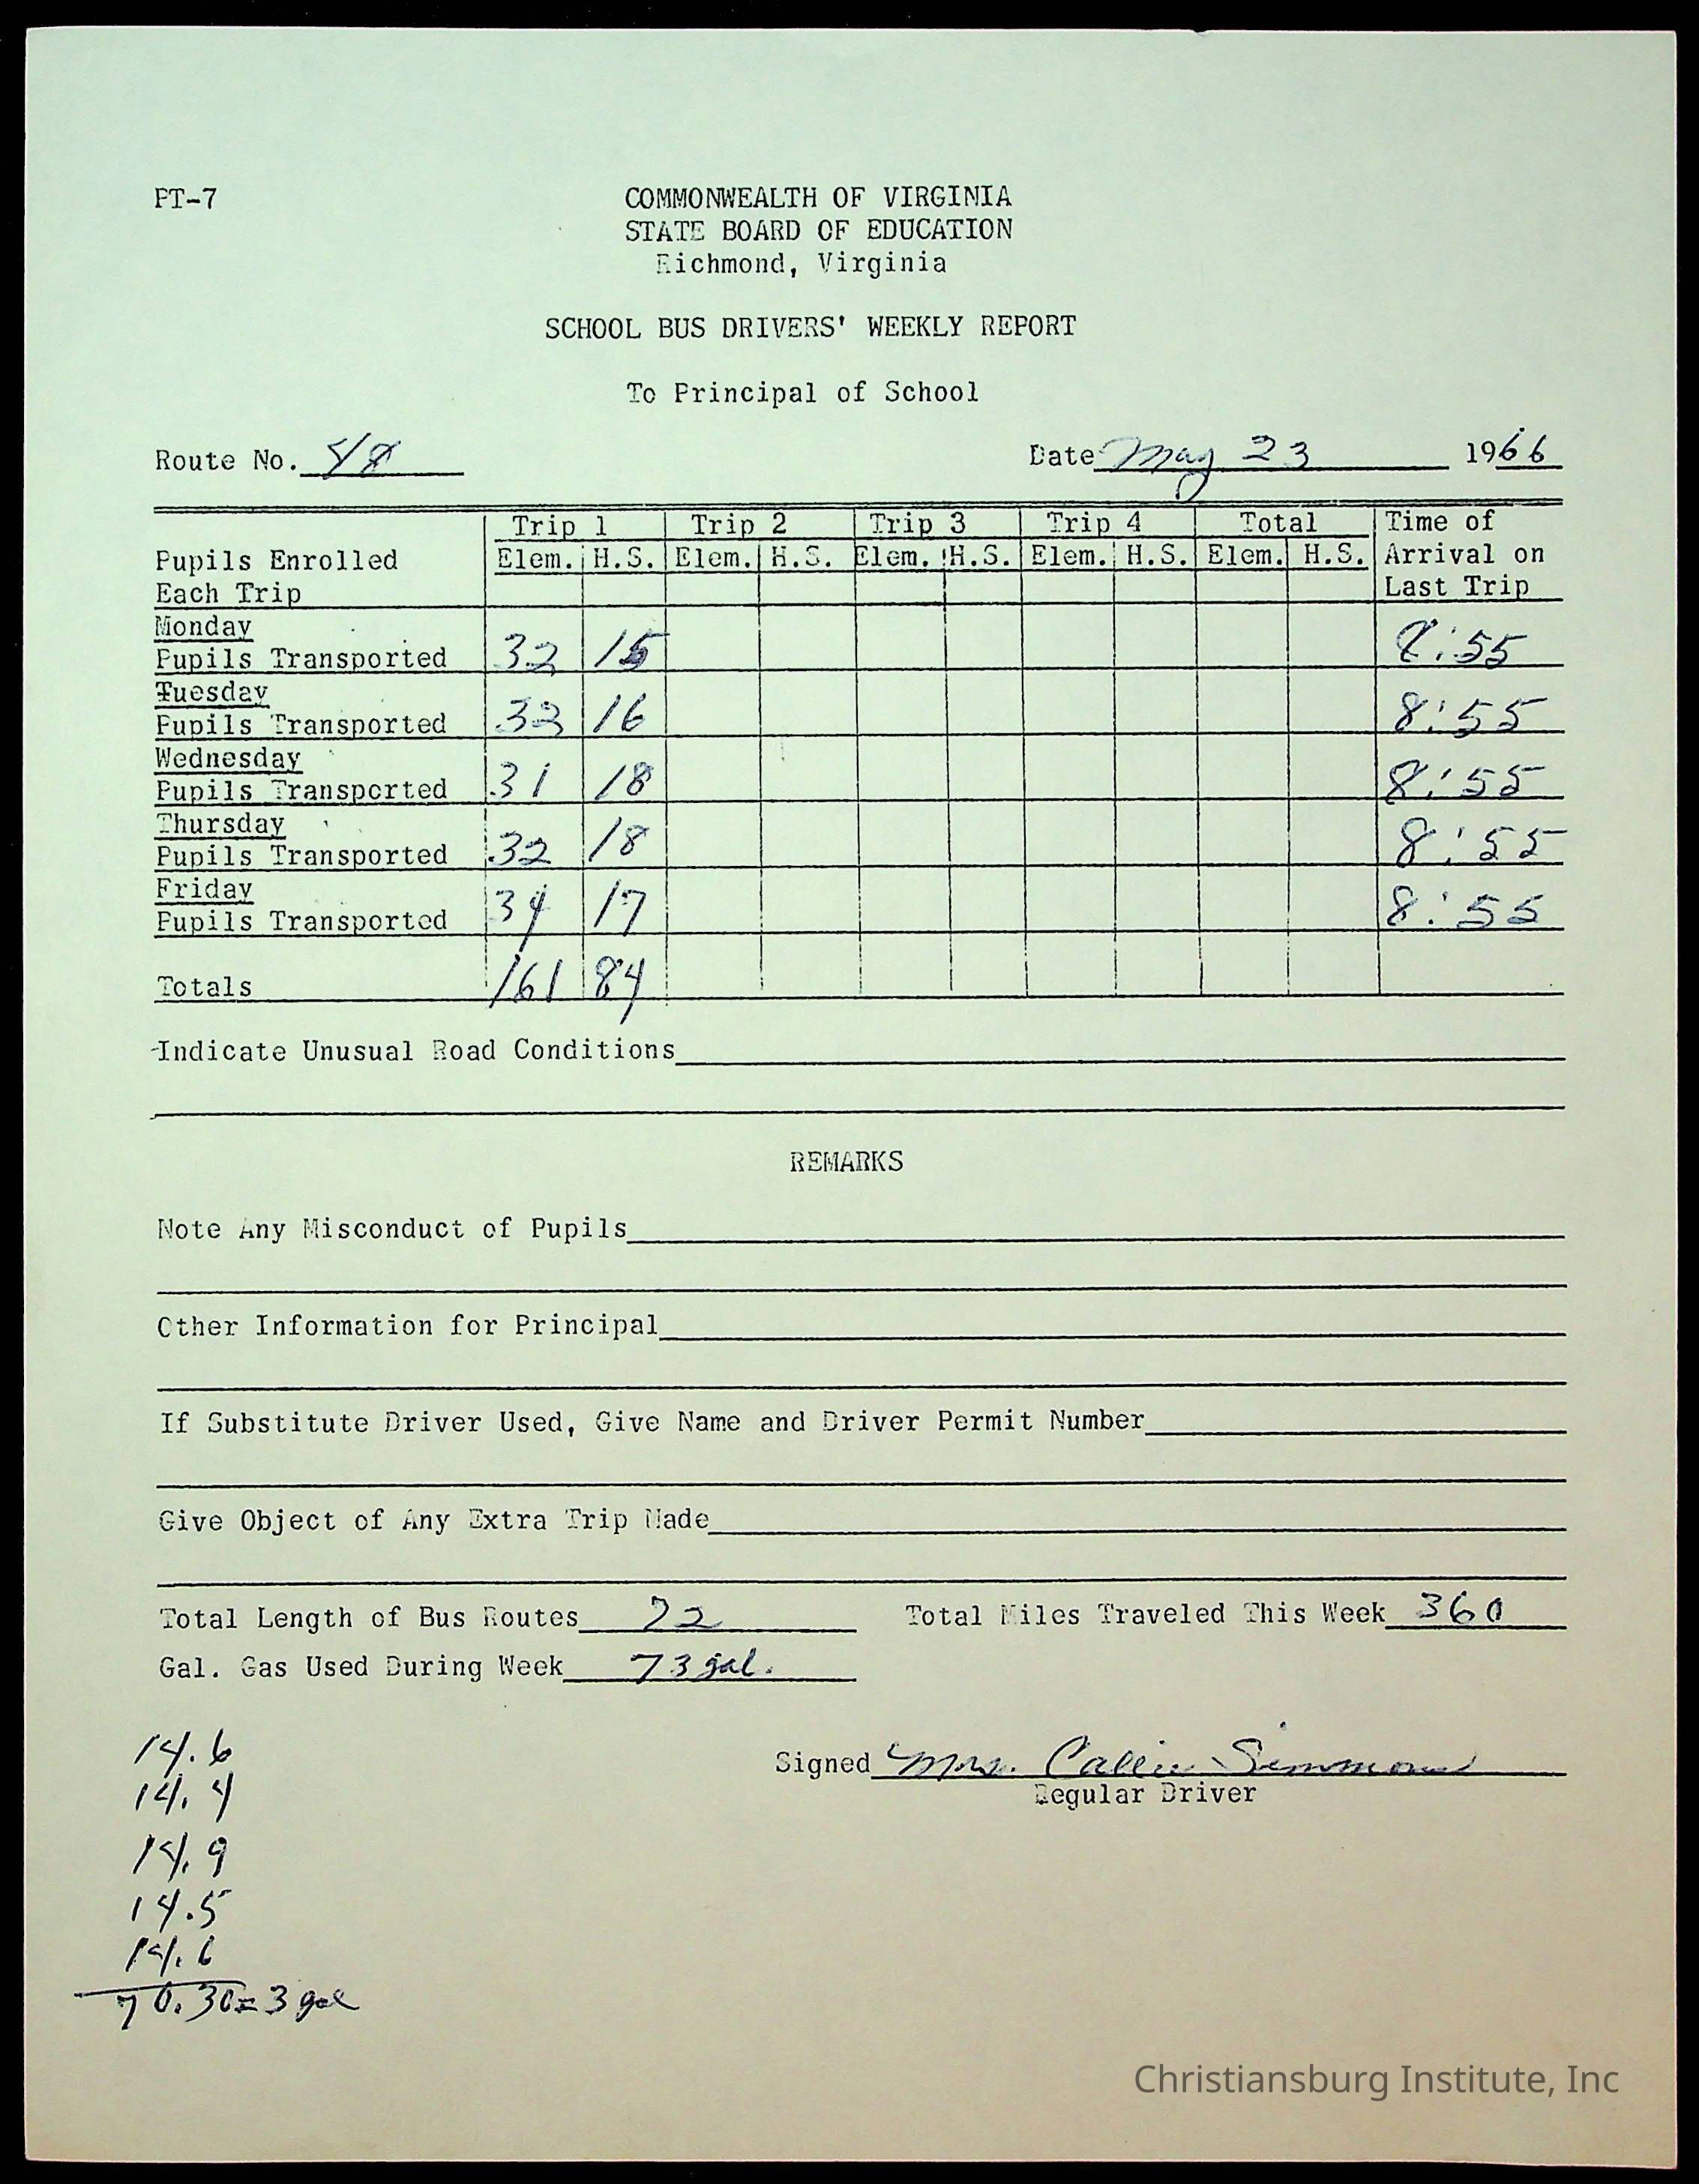 PT-7
COMMONWEALTH OF VIRGINIA
STATE BOARD OF EDUCATION
Richmond, Virginia
SCHOOL BUS DRIVERS' WEEKLY REPORT
To Principal of School
Route No. 48 Date May 23 1966
Trip 1 Trip 2 Trip 3 Trip 4 Total Time of
Pupils Enrolled Elem. H.S. Elem. H.S. Elem. H.S. Elem. H.S. Elem. H.S. Arrival on
Each Trip Last Trip
Monday
Pupils Transported 32 15 8:55
Tuesday
Pupils Transported 32 16 8:55
Wednesday
Pupils Transported 31 18 8:55
Thursday
Pupils Transported 32 18 8:55
Friday
Pupils Transported 34 17 8:55
Totals 161 84
Indicate Unusual Road Conditions
REMARKS
Note Any Misconduct of Pupils
Other Information for Principal
If Substitute Driver Used, Give Name and Driver Permit Number
Give Object of Any Extra Trip Made
Total Length of Bus Routes 72 Total Miles Traveled This Week 360
Gal. Gas Used During Week 73 gal.
Signed Mrs. Callie Simmons
Regular Driver
14.6
14.4
14.9
14.5
14.6
70.30=3 gal
Christiansburg Institute, Inc